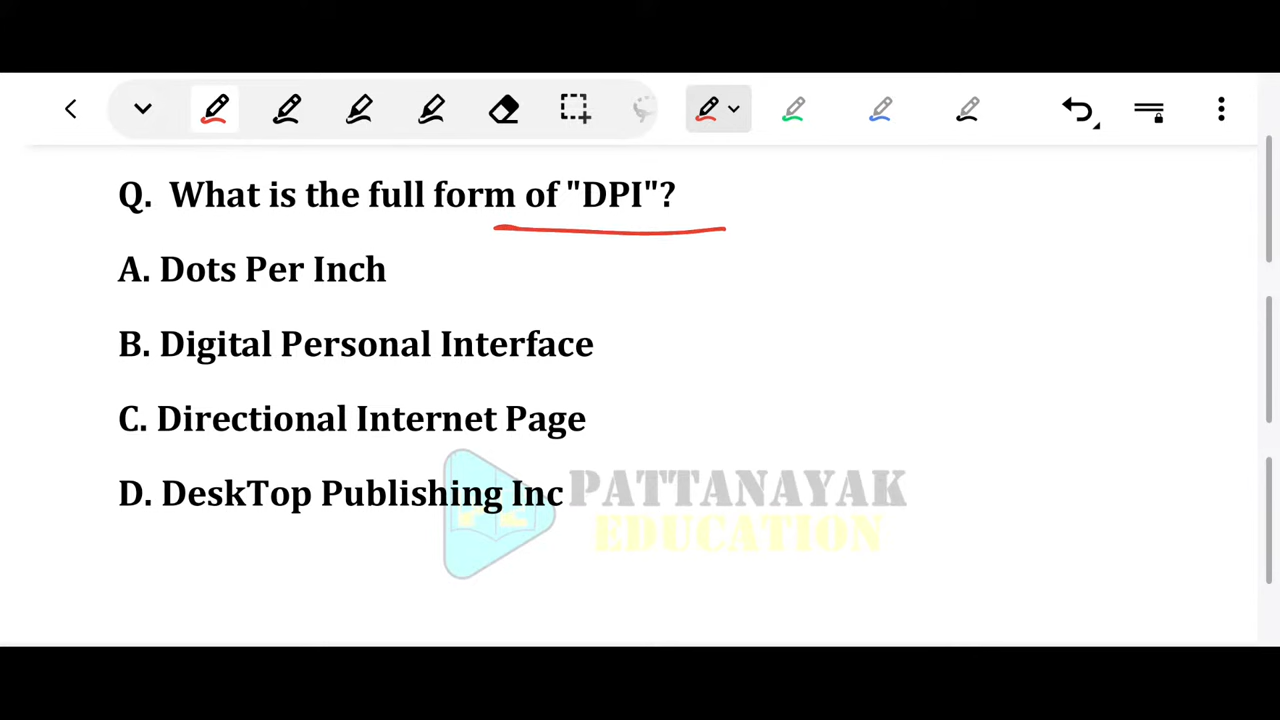 Q. What is the full form of "DPI"?
A. Dots Per Inch
B. Digital Personal Interface
C. Directional Internet Page
D. DeskTop Publishing Inc
PATTANAYAK
EDUCATION